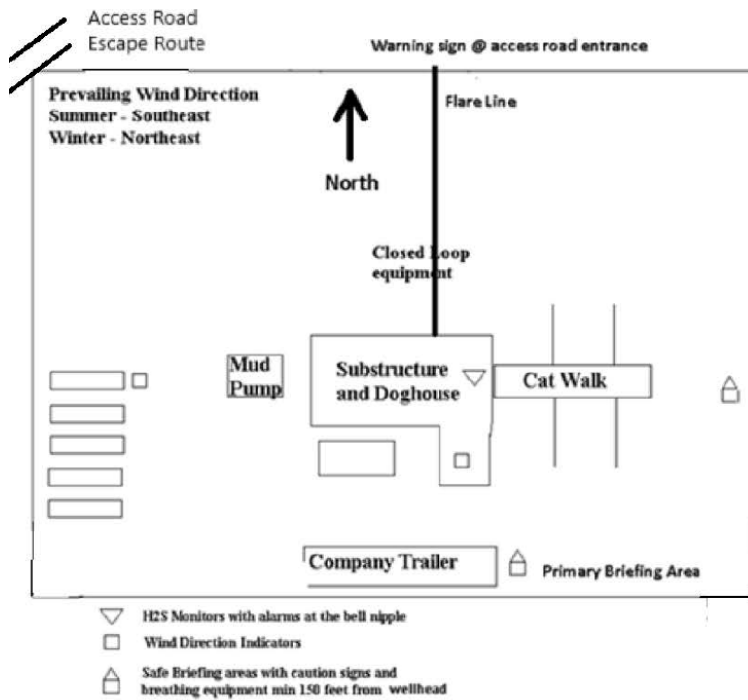 Access Road
Escape Route
Warning sign @ access road entrance
Prevailing Wind Direction
Summer - Southeast
Winter - Northeast
Flare Line
North
Closed Loop
equipment
Mud
Pump
Substructure
and Doghouse
Cat Walk
Company Trailer
Primary Briefing Area
H2S Monitors with alarms at the bell nipple
Wind Direction Indicators
Safe Briefing areas with caution signs and
breathing equipment min 150 feet from wellhead